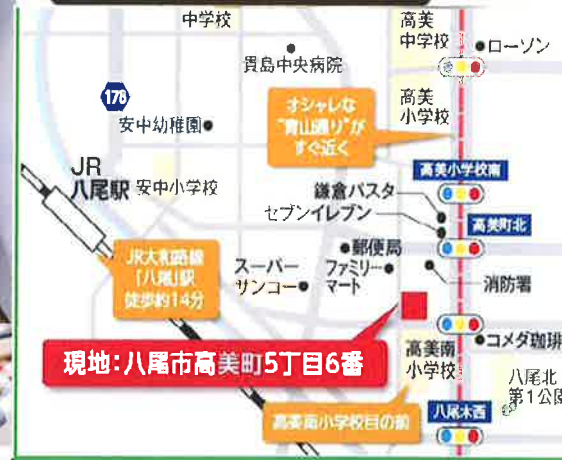 中学校
高美
中学校
ローソン
貴島中央病院
178
高美
小学校
オシャレな
"青山通り"が
すぐ近く
安中幼稚園
JR
八尾駅
安中小学校
高美小学校南
鎌倉パスタ
セブンイレブン
高美町北
郵便局
JR大和路線
「八尾」駅
徒歩約14分
スーパー
サンコー
ファミリー
マート
消防署
コメダ珈琲
現地:八尾市高美町5丁目6番
高美南
小学校
八尾北
第1公園
高美南小学校目の前
八尾木西